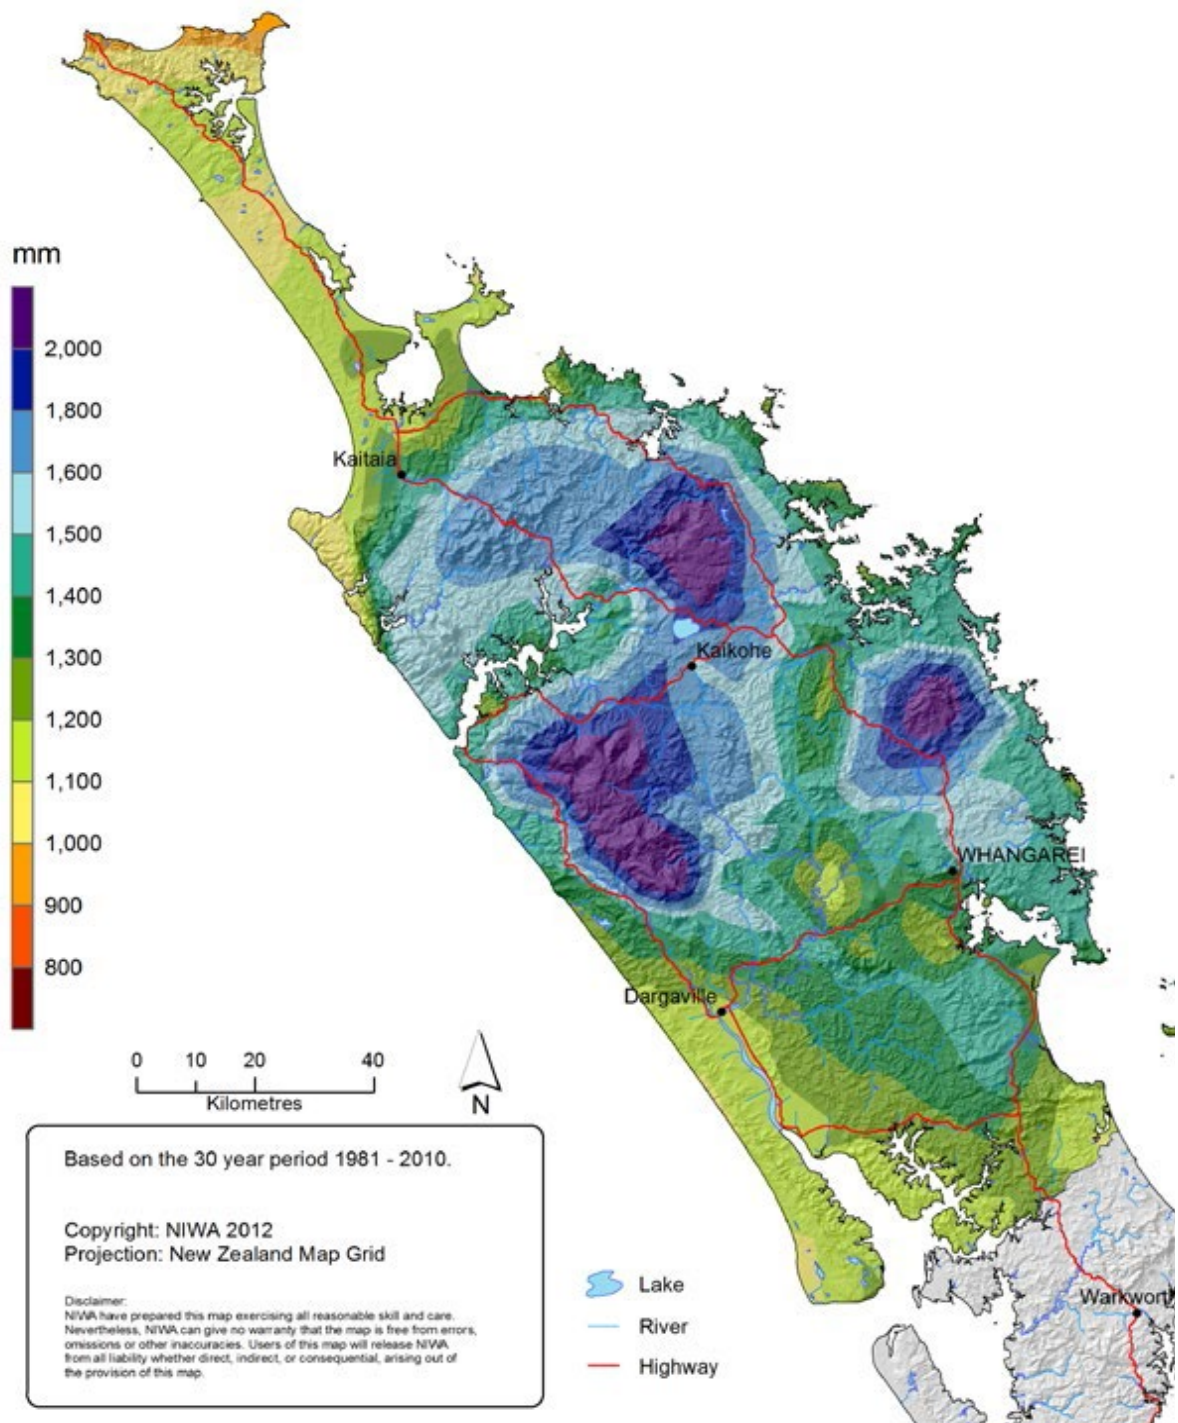 mm
2,000
1,800
1,600
1,500
1,400
1,300
1,200
1,100
1,000
900
800
Kaitaia
Kaikohe
WHANGAREI
Dargaville
Warkwort
0 10 20 40
Kilometres
N
Based on the 30 year period 1981 - 2010.
Copyright: NIWA 2012
Projection: New Zealand Map Grid
Disclaimer:
NIWA have prepared this map exercising all reasonable skill and care.
Nevertheless, NIWA can give no warranty that the map is free from errors,
omissions or other inaccuracies. Users of this map will release NIWA
from all liability whether direct, indirect, or consequential, arising out of
the provision of this map.
Lake
River
Highway